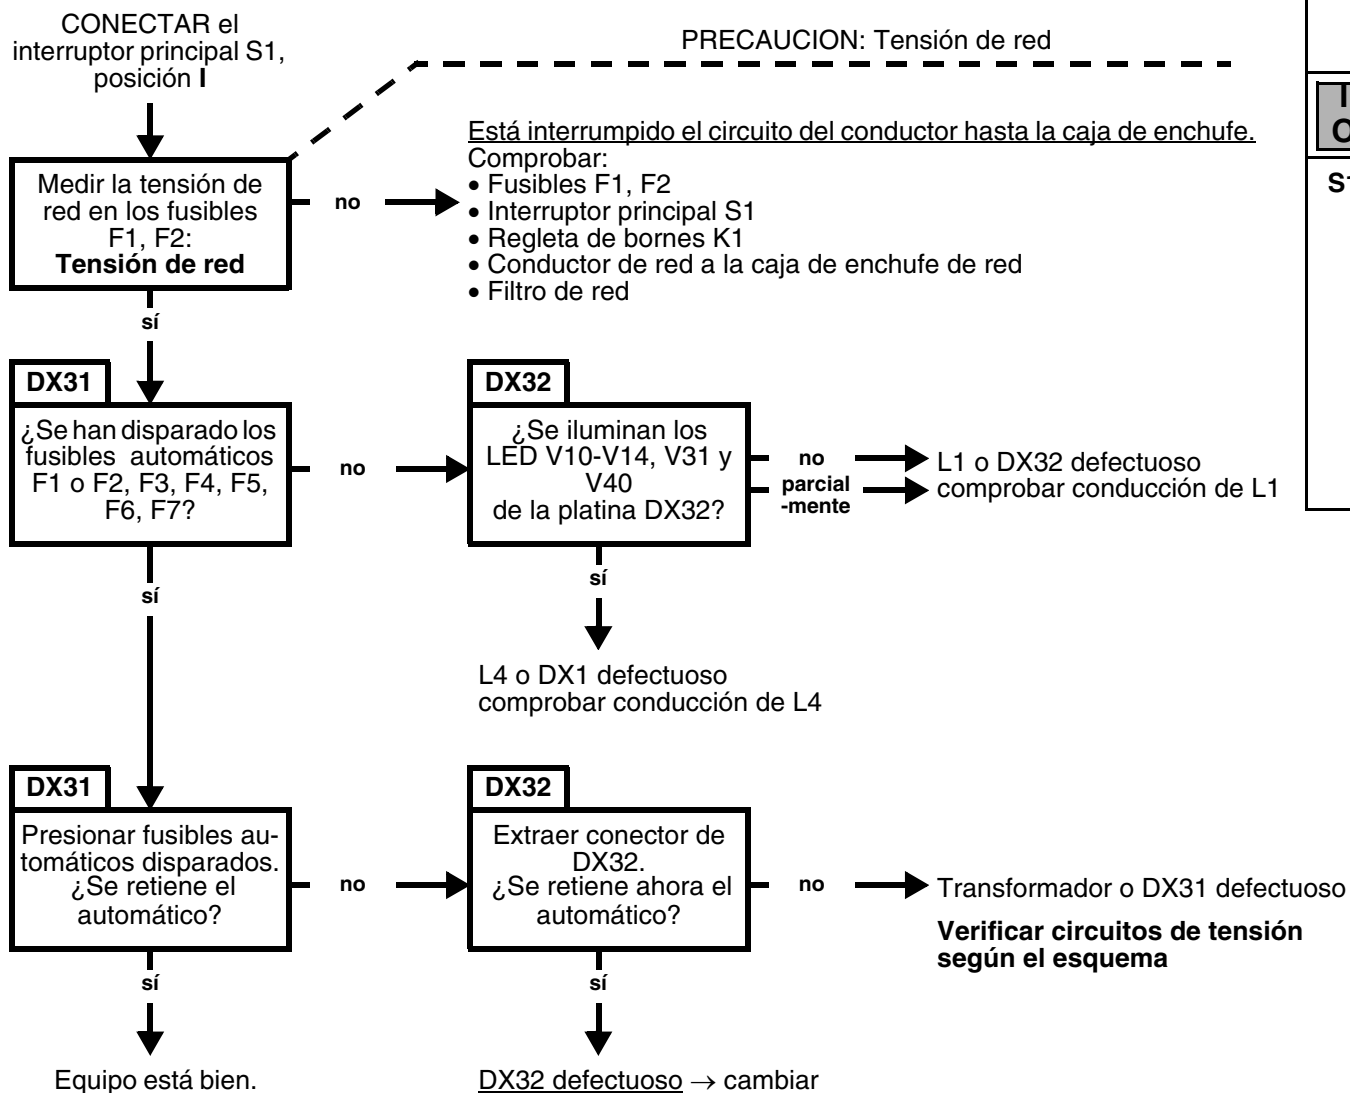 CONECTAR el
interruptor principal S1,
posición I
PRECAUCION: Tensión de red
Medir la tensión de
red en los fusibles
F1, F2:
Tensión de red
no
Está interrumpido el circuito del conductor hasta la caja de enchufe.
Comprobar:
• Fusibles F1, F2
• Interruptor principal S1
• Regleta de bornes K1
• Conductor de red a la caja de enchufe de red
• Filtro de red
sí
DX31
¿Se han disparado los
fusibles automáticos
F1 o F2, F3, F4, F5,
F6, F7?
no
DX32
¿Se iluminan los
LED V10-V14, V31 y
V40
de la platina DX32?
no
parcial
-mente
L1 o DX32 defectuoso
comprobar conducción de L1
sí
sí
L4 o DX1 defectuoso
comprobar conducción de L4
DX31
Presionar fusibles au-
tomáticos disparados.
¿Se retiene el
automático?
no
DX32
Extraer conector de
DX32.
¿Se retiene ahora el
automático?
no
Transformador o DX31 defectuoso
Verificar circuitos de tensión
según el esquema
sí
sí
Equipo está bien.
DX32 defectuoso → cambiar